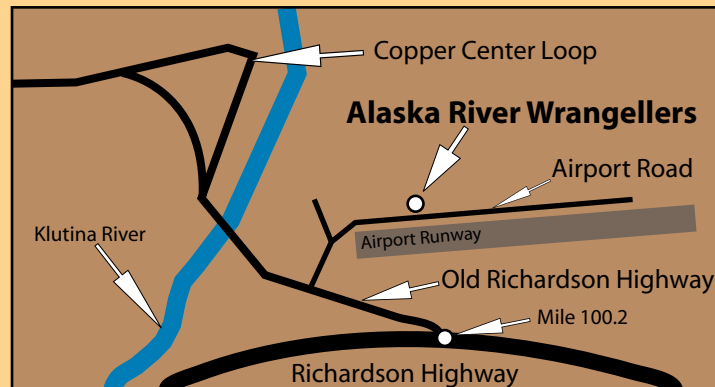 Copper Center Loop
Alaska River Wrangellers
Airport Road
Klutina River
Airport Runway
Old Richardson Highway
Mile 100.2
Richardson Highway